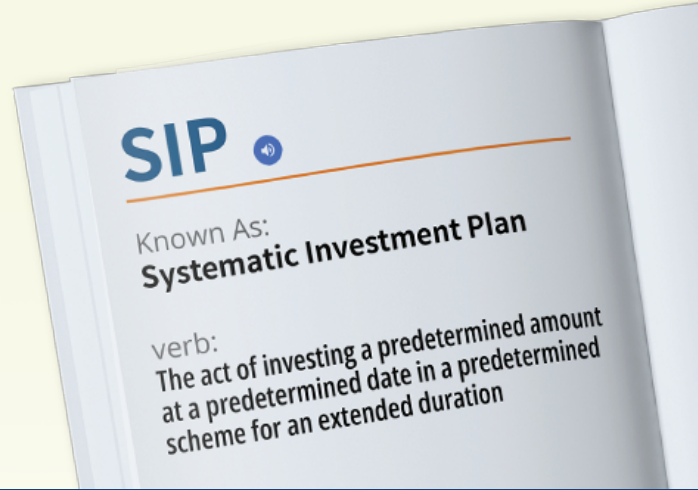 SIP
Known As:
Systematic Investment Plan
verb:
The act of investing a predetermined amount
at a predetermined date in a predetermined
scheme for an extended duration